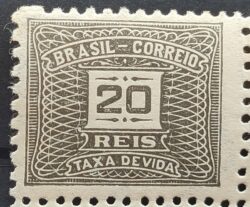 BRASIL-CORREIO
20
REIS
TAXA DEVIDA